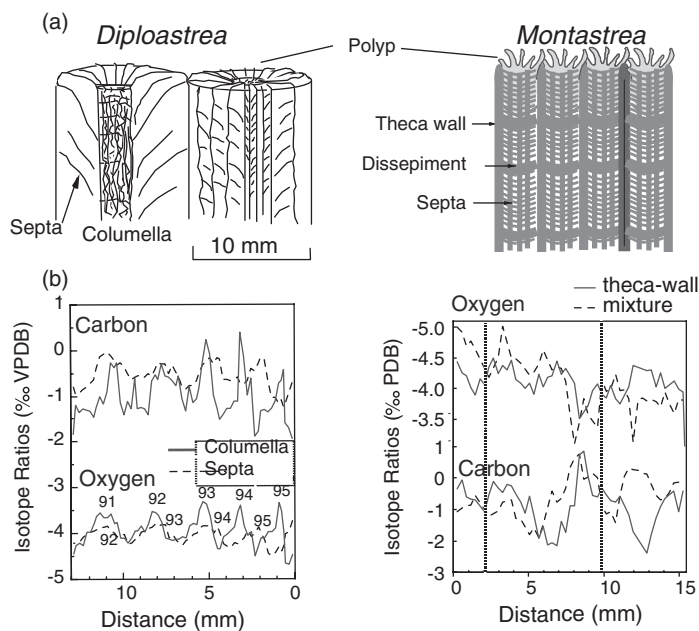 (a)
Diploastrea
Polyp
Montastrea
Theca wall
Dissepiment
Septa
Septa
Columella
10 mm
(b)
Carbon
Columella
Septa
Oxygen
91 92 93 94 95
92 93 94 95
1
0
-1
-2
-3
-4
-5
Isotope Ratios (‰ VPDB)
10 5 0
Distance (mm)
theca-wall
mixture
Oxygen
Carbon
-5.0
-4.5
-4.0
-3.5
1
0
-1
-2
-3
Isotope Ratios (‰ PDB)
0 5 10 15
Distance (mm)